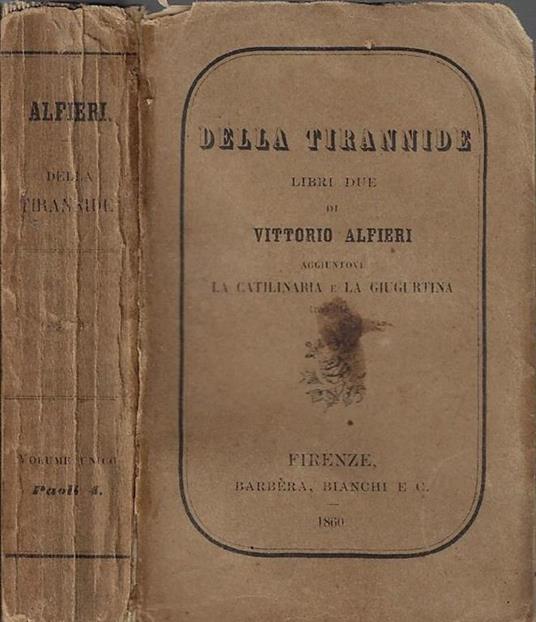 ALFIERI.
DELLA
TIRANNIDE
VOLUME UNICO
Paoli 4.
DELLA TIRANNIDE
LIBRI DUE
DI
VITTORIO ALFIERI
AGGIUNTOVI
LA CATILINARIA E LA GIUGURTINA
FIRENZE,
BARBÈRA, BIANCHI E C.
1860